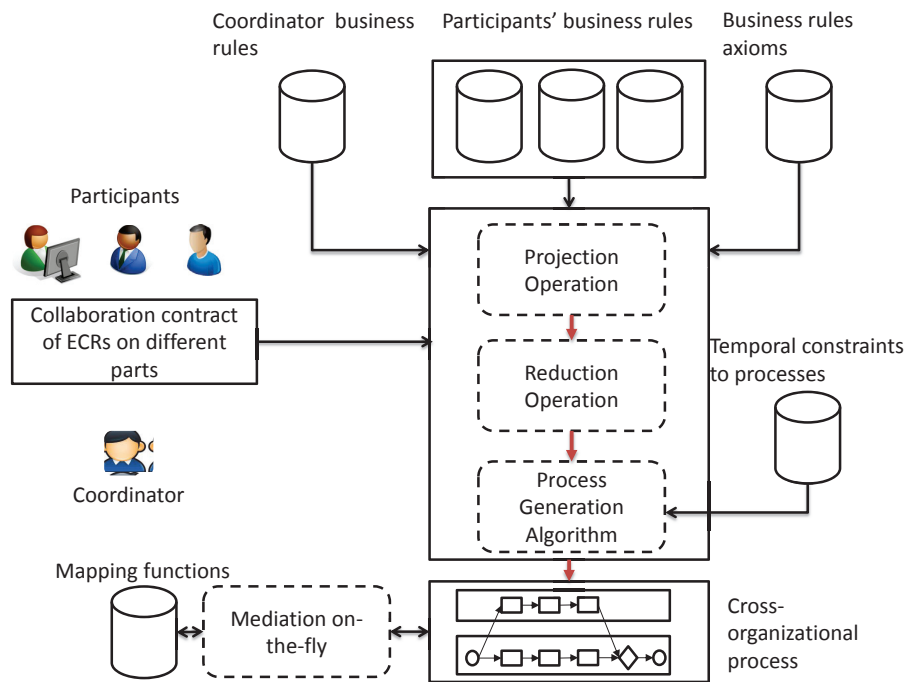 Coordinator business
rules
Participants' business rules
Business rules
axioms
Participants
Projection
Operation
Collaboration contract
of ECRs on different
parts
Temporal constraints
to processes
Reduction
Operation
Coordinator
Process
Generation
Algorithm
Mapping functions
Mediation on-
the-fly
Cross-
organizational
process